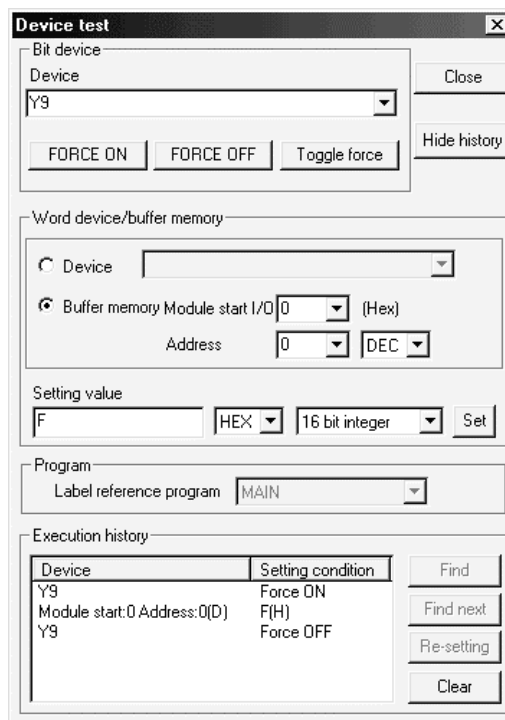 Device test
Bit device
Device
Close
Y9
FORCE ON FORCE OFF Toggle force
Hide history
Word device/buffer memory
Device
Buffer memory Module start I/O 0 (Hex)
Address 0 DEC
Setting value
F HEX 16 bit integer Set
Program
Label reference program MAIN
Execution history
Device Setting condition Find
Y9 Force ON
Module start:0 Address:0(D) F(H) Find next
Y9 Force OFF
Re-setting
Clear